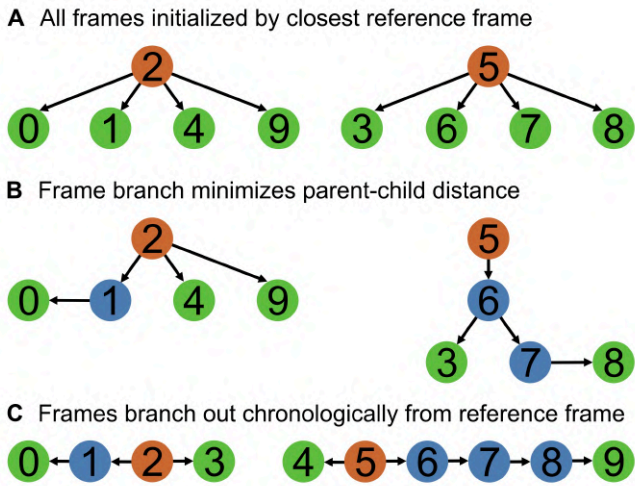 A All frames initialized by closest reference frame
2 5
0 1 4 9 3 6 7 8
B Frame branch minimizes parent-child distance
2 5
0 1 4 9 6
3 7 8
C Frames branch out chronologically from reference frame
0 1 2 3 4 5 6 7 8 9